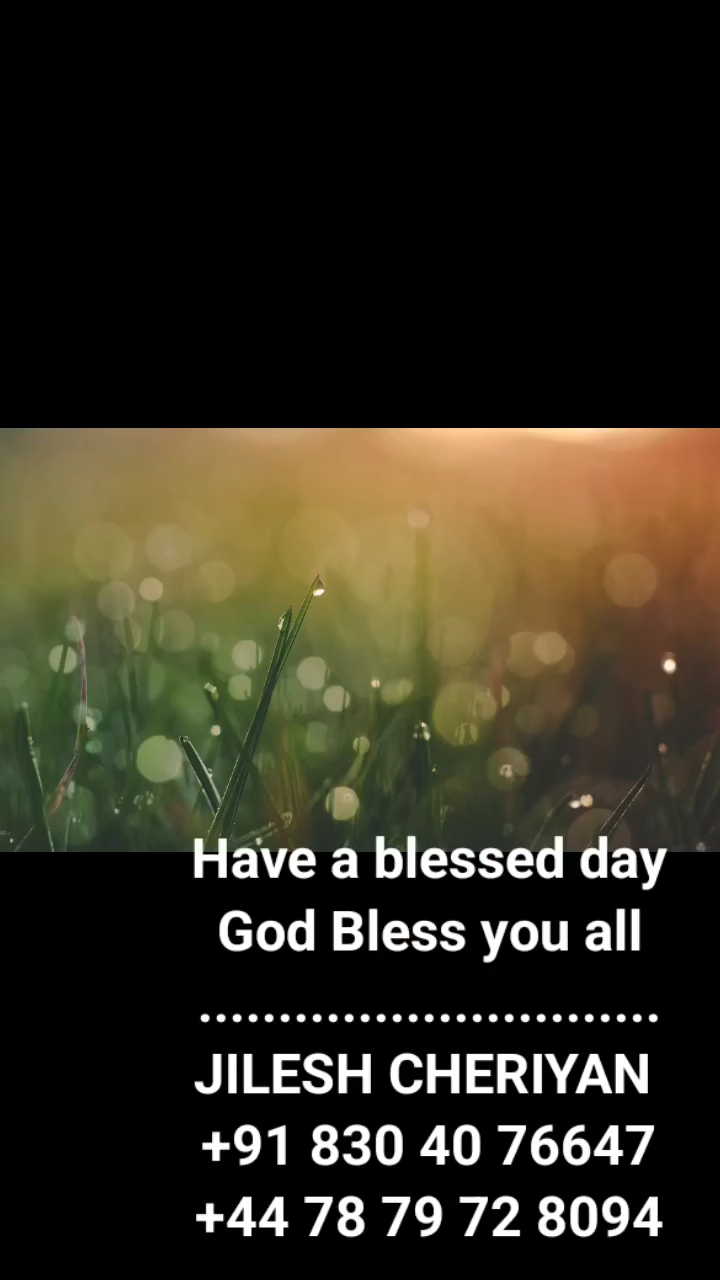 Have a blessed day
God Bless you all
.............................
JILESH CHERIYAN
+91 830 40 76647
+44 78 79 72 8094